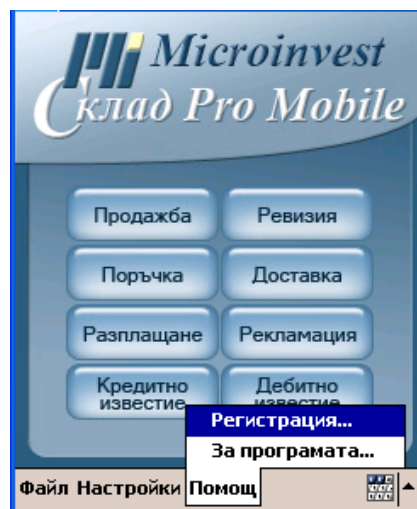 Microinvest
Склад Pro Mobile
Продажба
Ревизия
Поръчка
Доставка
Разплащане
Рекламация
Кредитно
известие
Дебитно
известие
Регистрация...
За програмата...
Файл Настройки Помощ